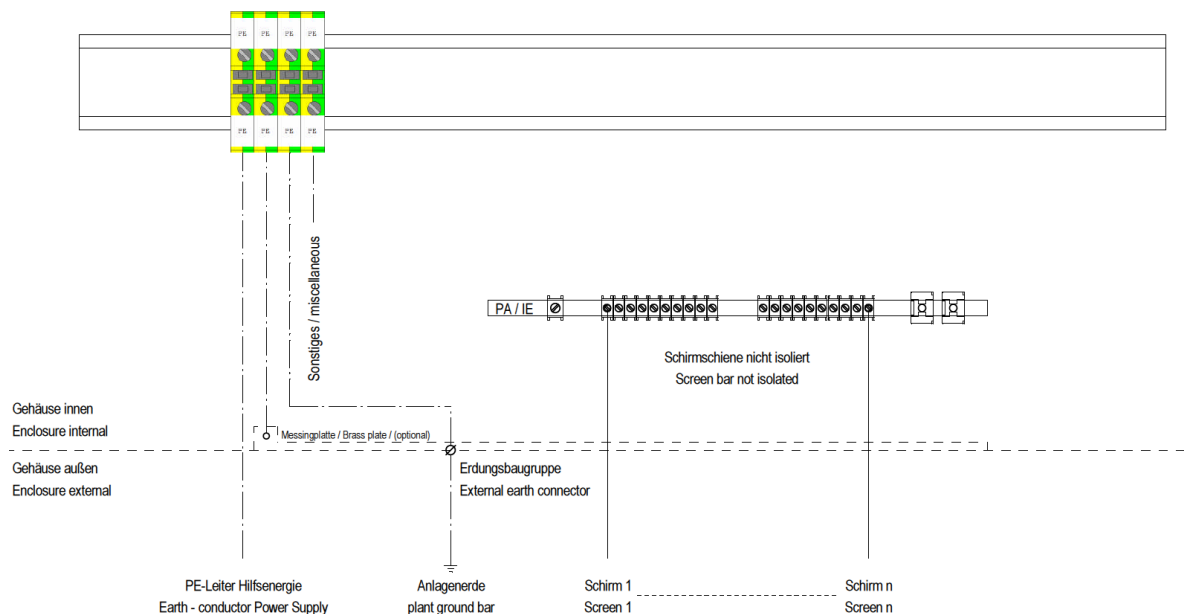 PE PE PE PE
PE PE PE PE
Sonstiges / miscellaneous
PA / IE
Schirmschiene nicht isoliert
Screen bar not isolated
Gehäuse innen
Enclosure internal
Messingplatte / Brass plate / (optional)
Gehäuse außen
Enclosure external
Erdungsbaugruppe
External earth connector
PE-Leiter Hilfsenergie
Earth - conductor Power Supply
Anlagenerde
plant ground bar
Schirm 1
Screen 1
Schirm n
Screen n